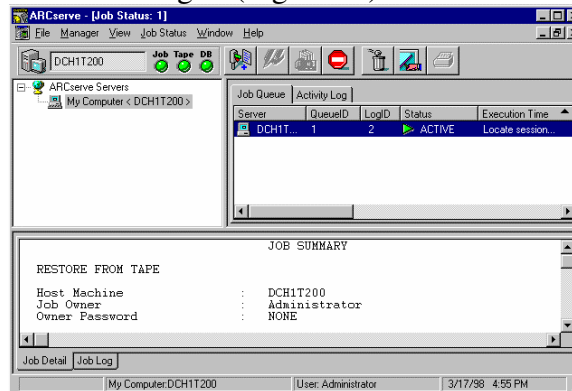 ARCserve - [Job Status: 1]
File Manager View Job Status Window Help
DCH1T200 Job Tape DB
ARCserve Servers
My Computer < DCH1T200 >
Job Queue Activity Log
Server QueueID LogID Status Execution Time
DCH1T... 1 2 ACTIVE Locate session...
JOB SUMMARY
RESTORE FROM TAPE
Host Machine : DCH1T200
Job Owner : Administrator
Owner Password : NONE
Job Detail Job Log
My Computer:DCH1T200 User: Administrator 3/17/98 4:55 PM